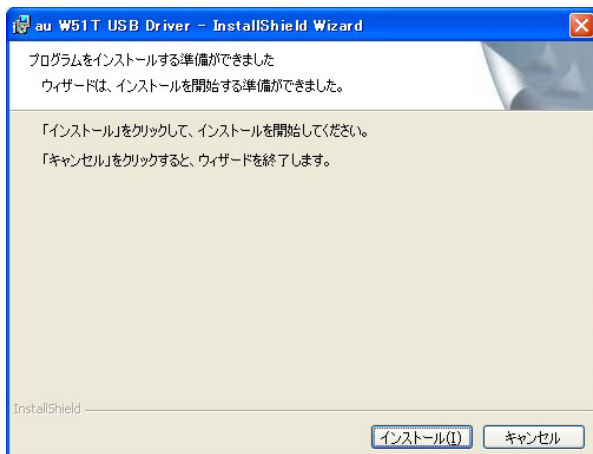 au W51T USB Driver - InstallShield Wizard
プログラムをインストールする準備ができました
ウィザードは、インストールを開始する準備ができました。
「インストール」をクリックして、インストールを開始してください。
「キャンセル」をクリックすると、ウィザードを終了します。
InstallShield
インストール(I)
キャンセル